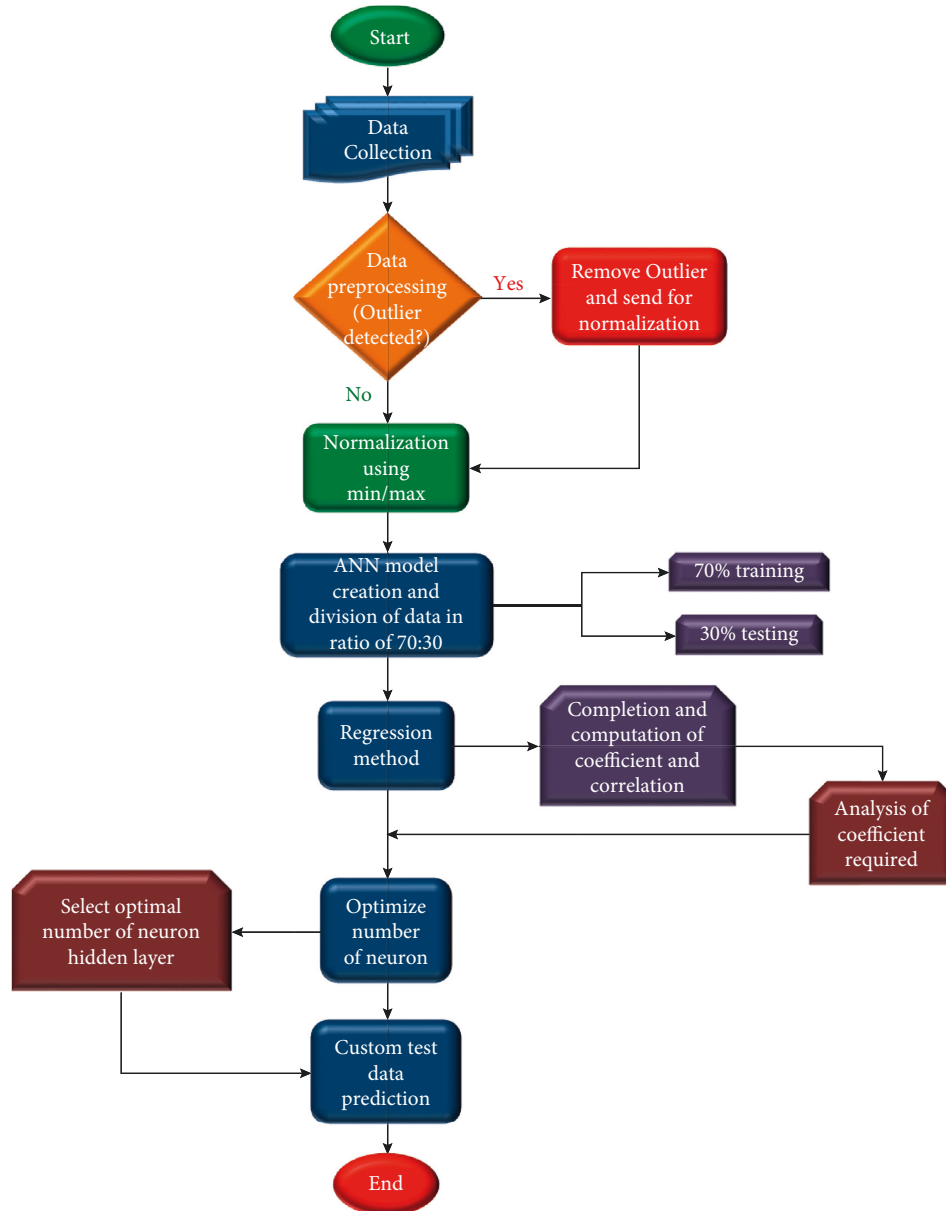 Start
Data
Collection
Data
preprocessing
(Outlier
detected?)
Yes
Remove Outlier
and send for
normalization
No
Normalization
using
min/max
ANN model
creation and
division of data in
ratio of 70:30
70% training
30% testing
Regression
method
Completion and
computation of
coefficient and
correlation
Analysis of
coefficient
required
Select optimal
number of neuron
hidden layer
Optimize
number
of neuron
Custom test
data
prediction
End